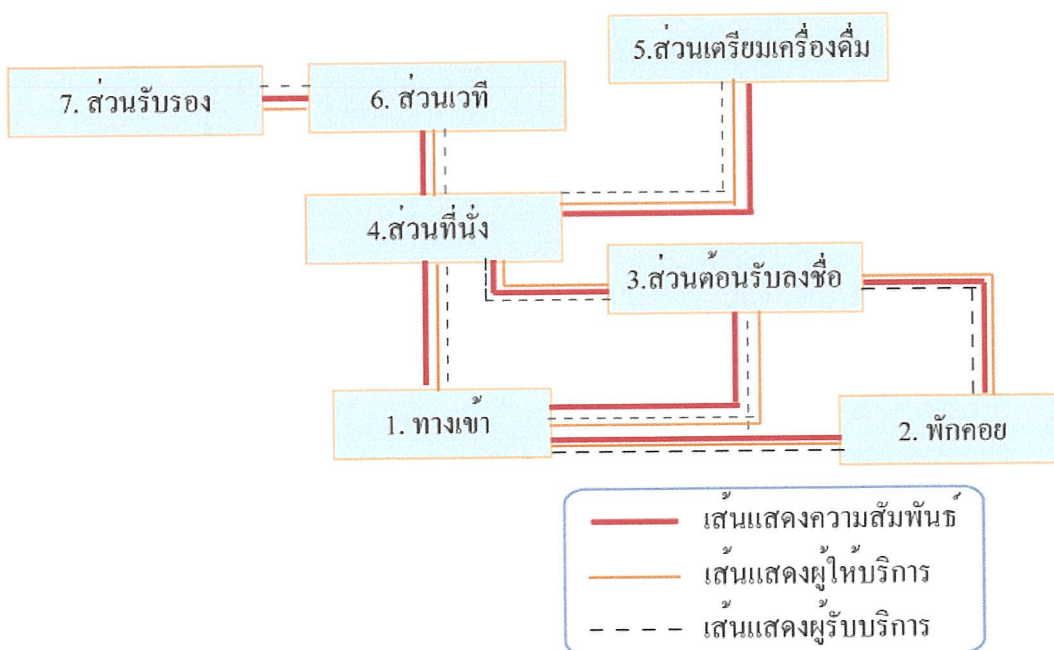 5.ส่วนเตรียมเครื่องดื่ม
7. ส่วนรับรอง
6. ส่วนเวที
4.ส่วนที่นั่ง
3.ส่วนต้อนรับลงชื่อ
1. ทางเข้า
2. พักคอย
เส้นแสดงความสัมพันธ์
เส้นแสดงผู้ให้บริการ
เส้นแสดงผู้รับบริการ